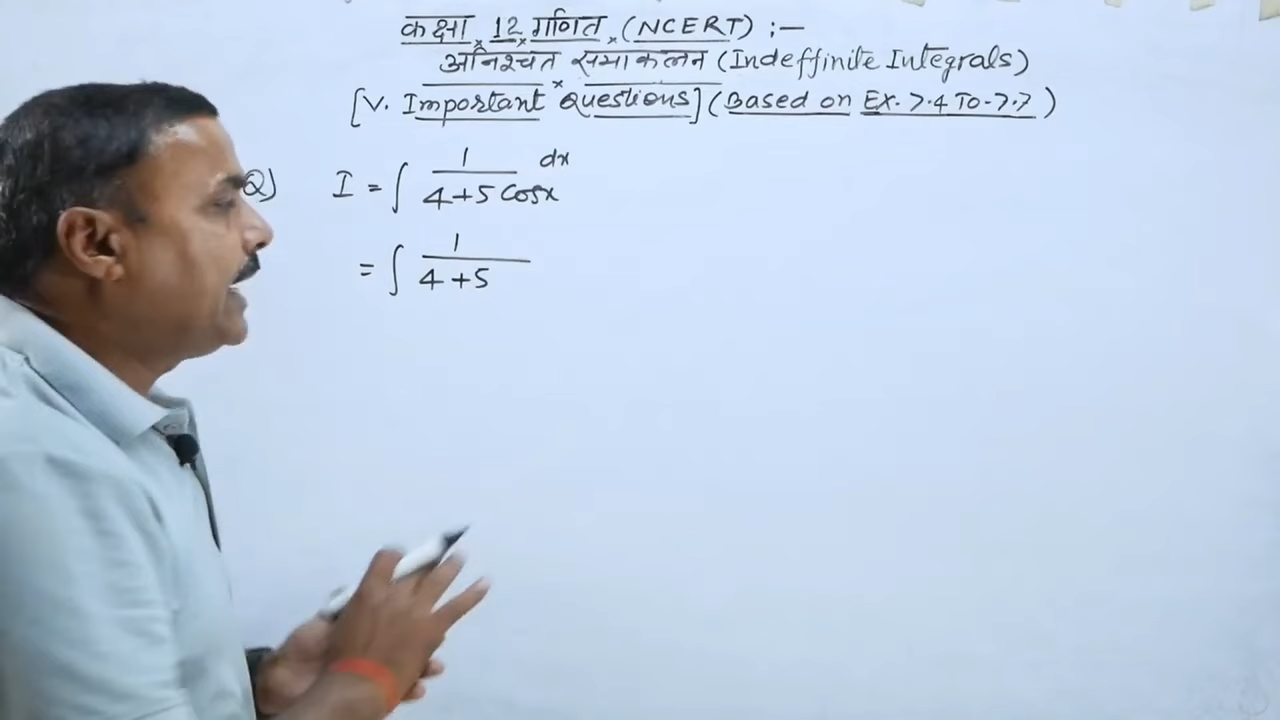 कक्षा 12 गणित (NCERT) :-
अनिश्चत समाकलन (Indeffinite Integrals)
[V. Important Questions] (Based on EX. 7.4 To-7.7)
Q) I = ∫ 1/(4+5 Cosx) dx
= ∫ 1/(4+5